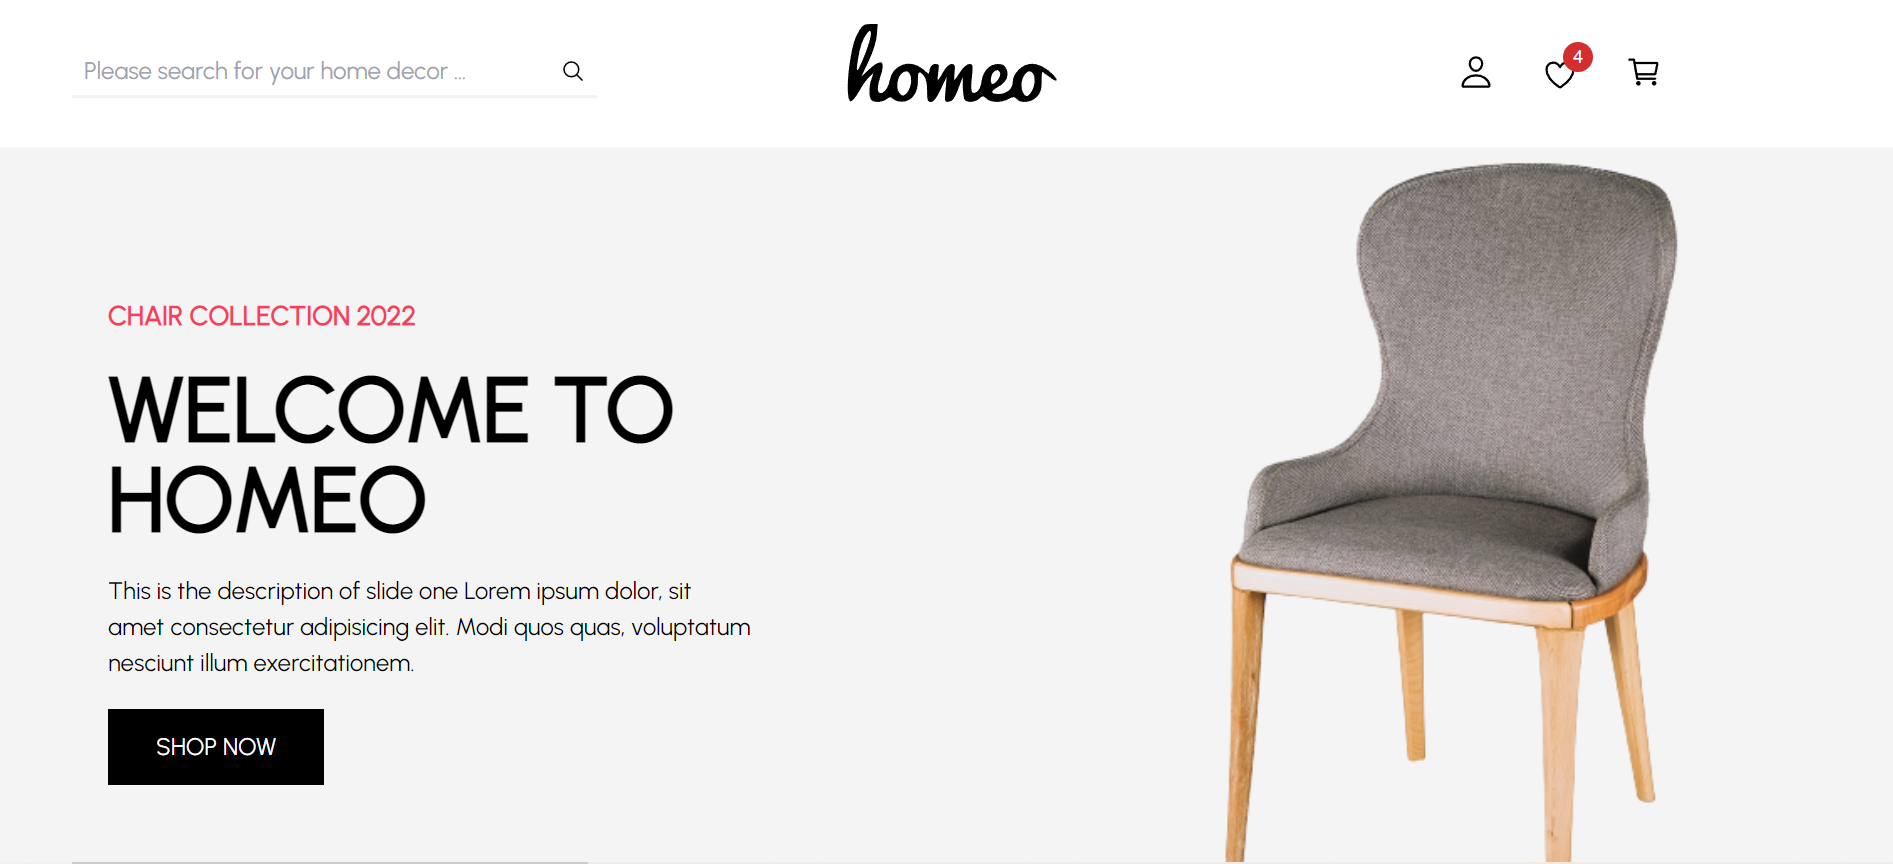 Please search for your home decor ...
homeo
4
CHAIR COLLECTION 2022
WELCOME TO
HOMEO
This is the description of slide one Lorem ipsum dolor, sit
amet consectetur adipisicing elit. Modi quos quas, voluptatum
nesciunt illum exercitationem.
SHOP NOW